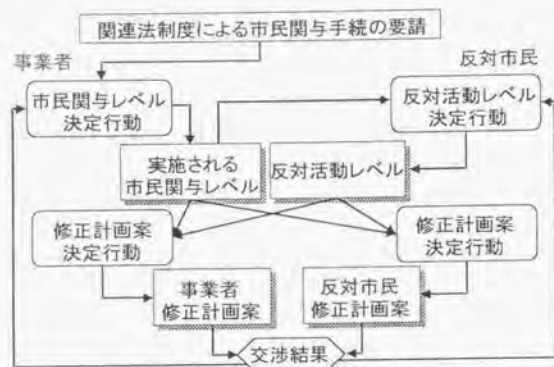 関連法制度による市民関与手続の要請
事業者
反対市民
市民関与レベル
決定行動
反対活動レベル
決定行動
実施される
市民関与レベル
反対活動レベル
修正計画案
決定行動
修正計画案
決定行動
事業者
修正計画案
反対市民
修正計画案
交渉結果